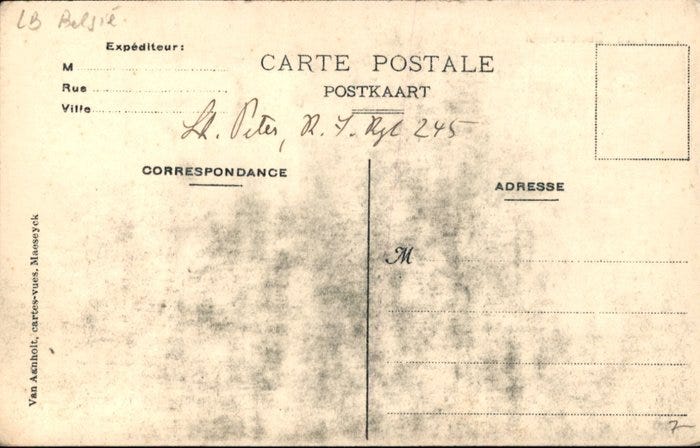 LB België
Expéditeur:
M
Rue
Ville
CARTE POSTALE
POSTKAART
Lt. Peter, R. I. Rgt 245
CORRESPONDANCE
ADRESSE
M
Van Agnholt, cartes-vues, Maeseyck
7